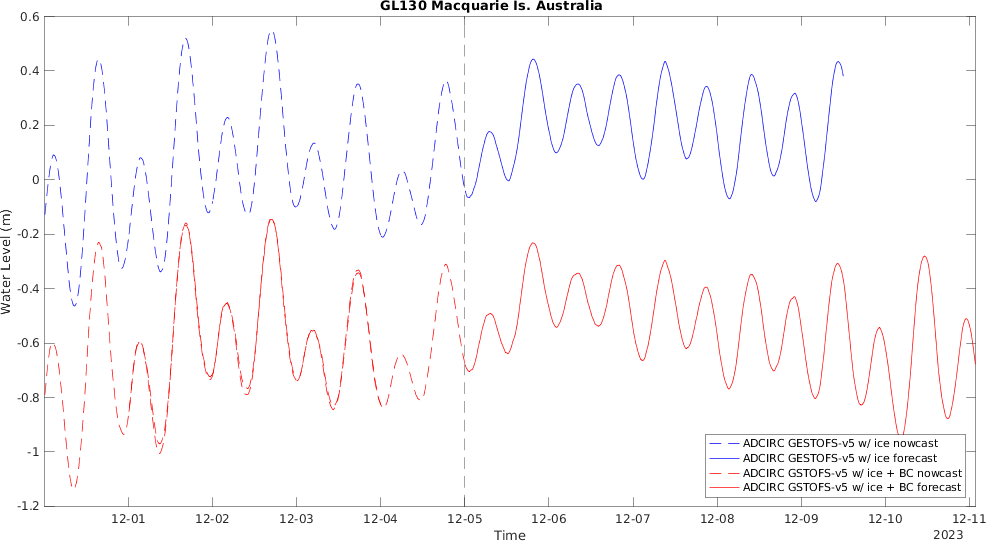 GL130 Macquarie Is. Australia
0.6
0.4
0.2
0
-0.2
-0.4
-0.6
-0.8
-1
-1.2
Water Level (m)
ADCIRC GESTOFS-v5 w/ ice nowcast
ADCIRC GESTOFS-v5 w/ ice forecast
ADCIRC GSTOFS-v5 w/ ice + BC nowcast
ADCIRC GSTOFS-v5 w/ ice + BC forecast
12-01 12-02 12-03 12-04 12-05 12-06 12-07 12-08 12-09 12-10 12-11
Time
2023